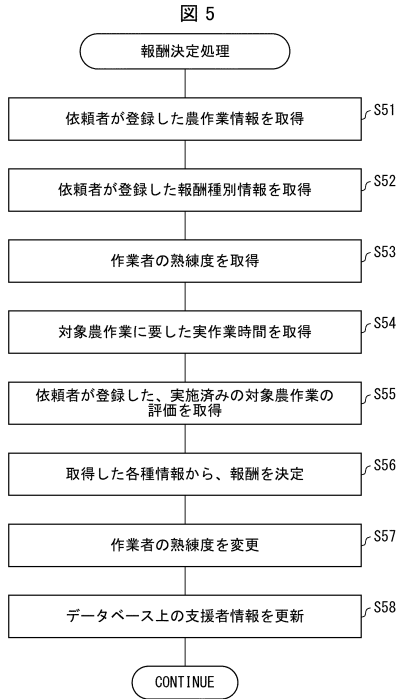 図 5
報酬決定処理
依頼者が登録した農作業情報を取得
S51
依頼者が登録した報酬種別情報を取得
S52
作業者の熟練度を取得
S53
対象農作業に要した実作業時間を取得
S54
依頼者が登録した、実施済みの対象農作業の
評価を取得
S55
取得した各種情報から、報酬を決定
S56
作業者の熟練度を変更
S57
データベース上の支援者情報を更新
S58
CONTINUE